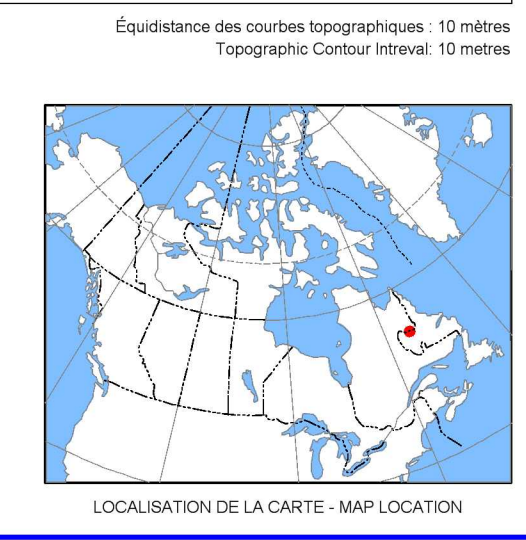 Équidistance des courbes topographiques : 10 mètres
Topographic Contour Intreval: 10 metres
LOCALISATION DE LA CARTE - MAP LOCATION